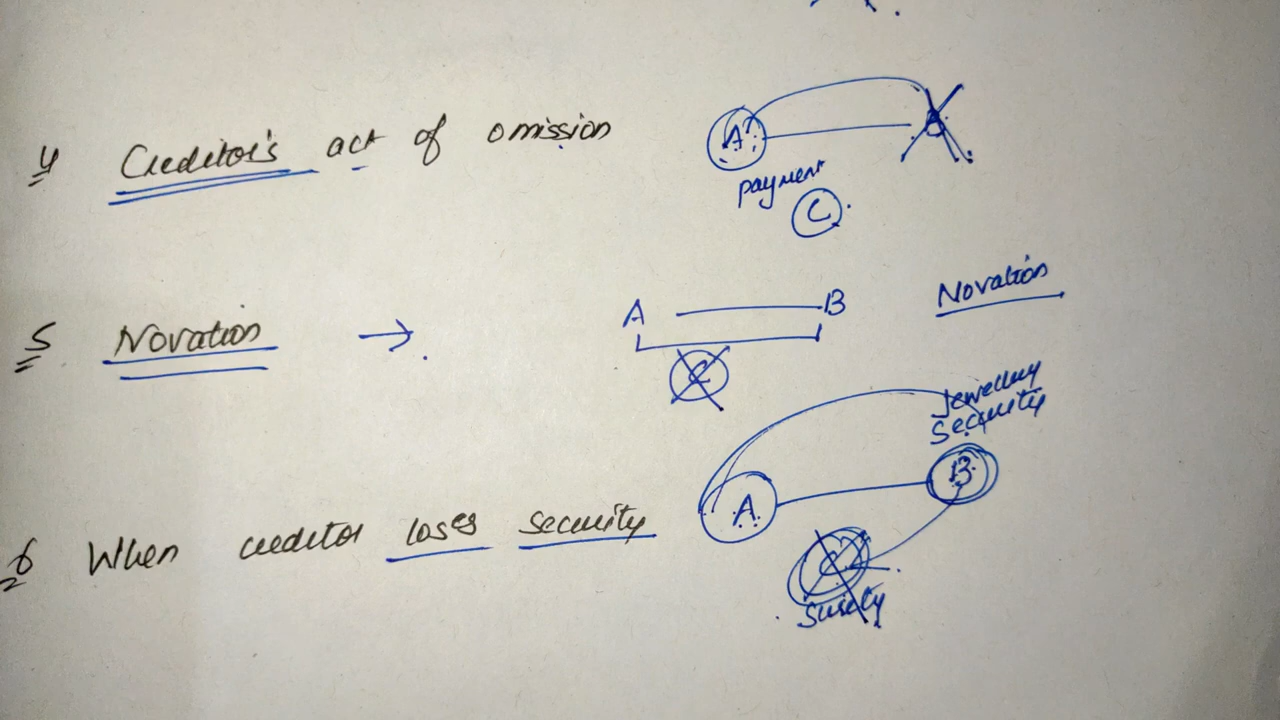 4 Creditor's act of omission
A
B
payment
C
5 Novation →
A B
C
Novation
Jewellery
Security
6 When creditor loses security
A
B
C
Surety